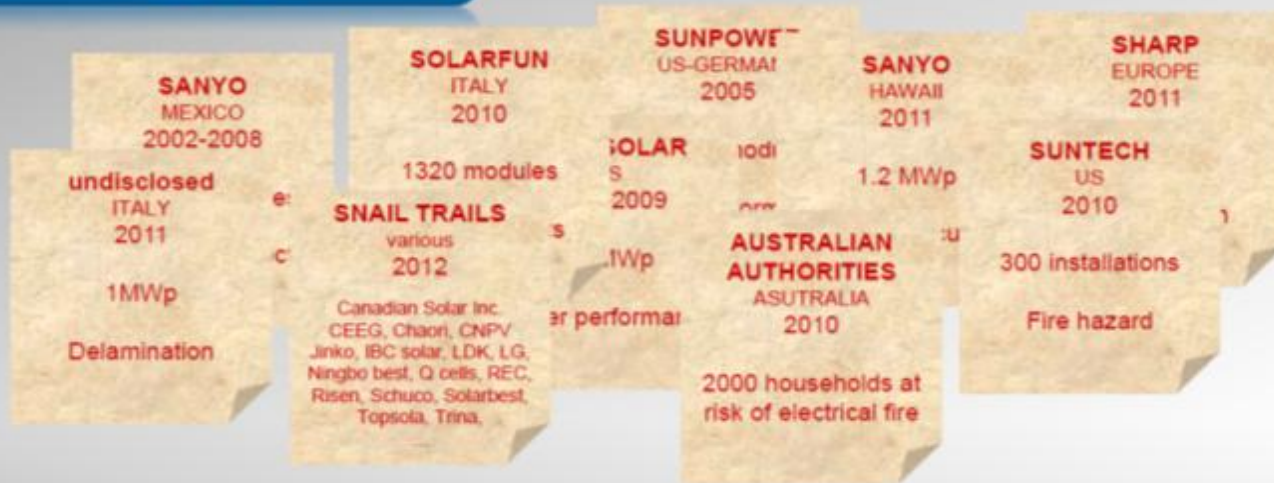 SANYO
MEXICO
2002-2008
undisclosed
ITALY
2011
1MWp
Delamination
SOLARFUN
ITALY
2010
1320 modules
SNAIL TRAILS
various
2012
Canadian Solar Inc
CEEG, Chaori, CNPV
Jinko, IBC solar, LDK, LG,
Ningbo best, Q cells, REC,
Risen, Schuco, Solarbest,
Topsola, Trina,
2005
2009
AUSTRALIAN
AUTHORITIES
ASUTRALIA
2010
2000 households at
risk of electrical fire
SANYO
HAWAII
2011
1.2 MWp
SHARP
EUROPE
2011
SUNTECH
US
2010
300 installations
Fire hazard